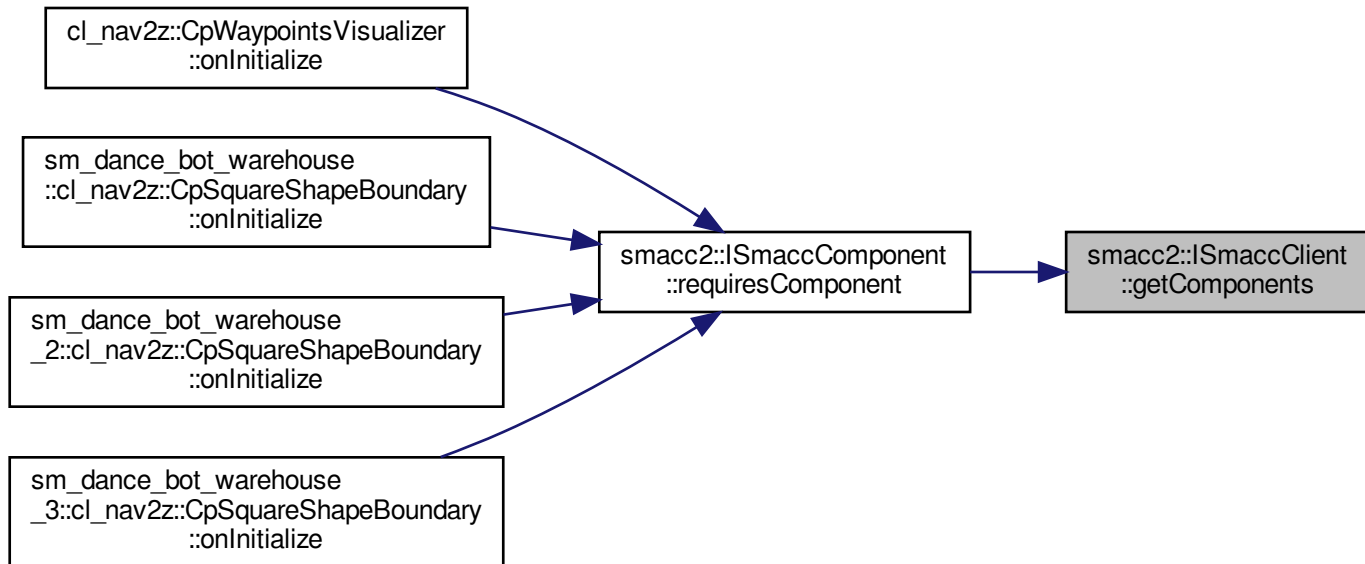 cl_nav2z::CpWaypointsVisualizer
::onInitialize
sm_dance_bot_warehouse
::cl_nav2z::CpSquareShapeBoundary
::onInitialize
sm_dance_bot_warehouse
_2::cl_nav2z::CpSquareShapeBoundary
::onInitialize
sm_dance_bot_warehouse
_3::cl_nav2z::CpSquareShapeBoundary
::onInitialize
smacc2::ISmaccComponent
::requiresComponent
smacc2::ISmaccClient
::getComponents